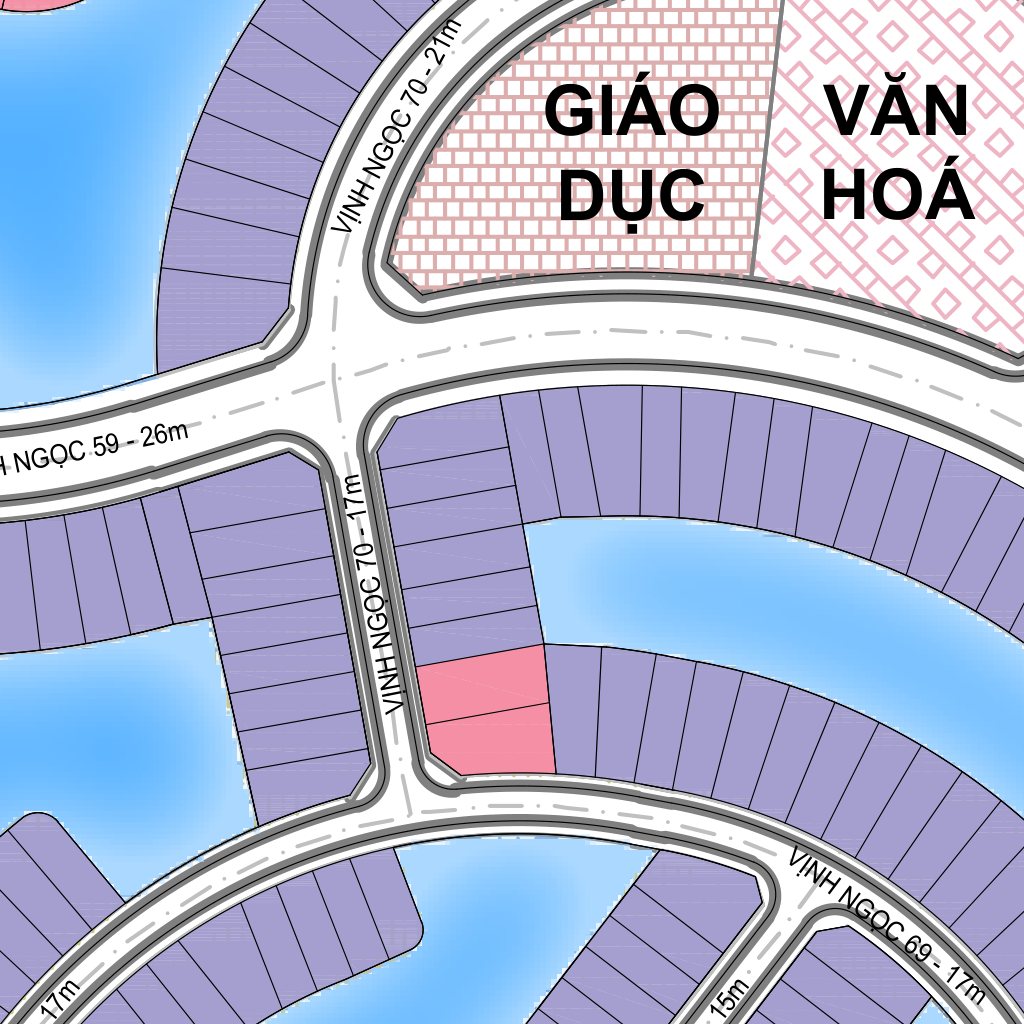 VỊNH NGỌC 70 - 21m
GIÁO
DỤC
VĂN
HOÁ
NGỌC 59 - 26m
VỊNH NGỌC 70 - 17m
VỊNH NGỌC 69 - 17m
17m
15m